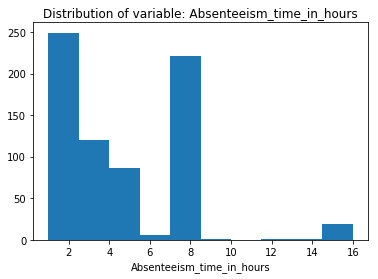 Distribution of variable: Absenteeism_time_in_hours
250
200
150
100
50
0
2 4 6 8 10 12 14 16
Absenteeism_time_in_hours